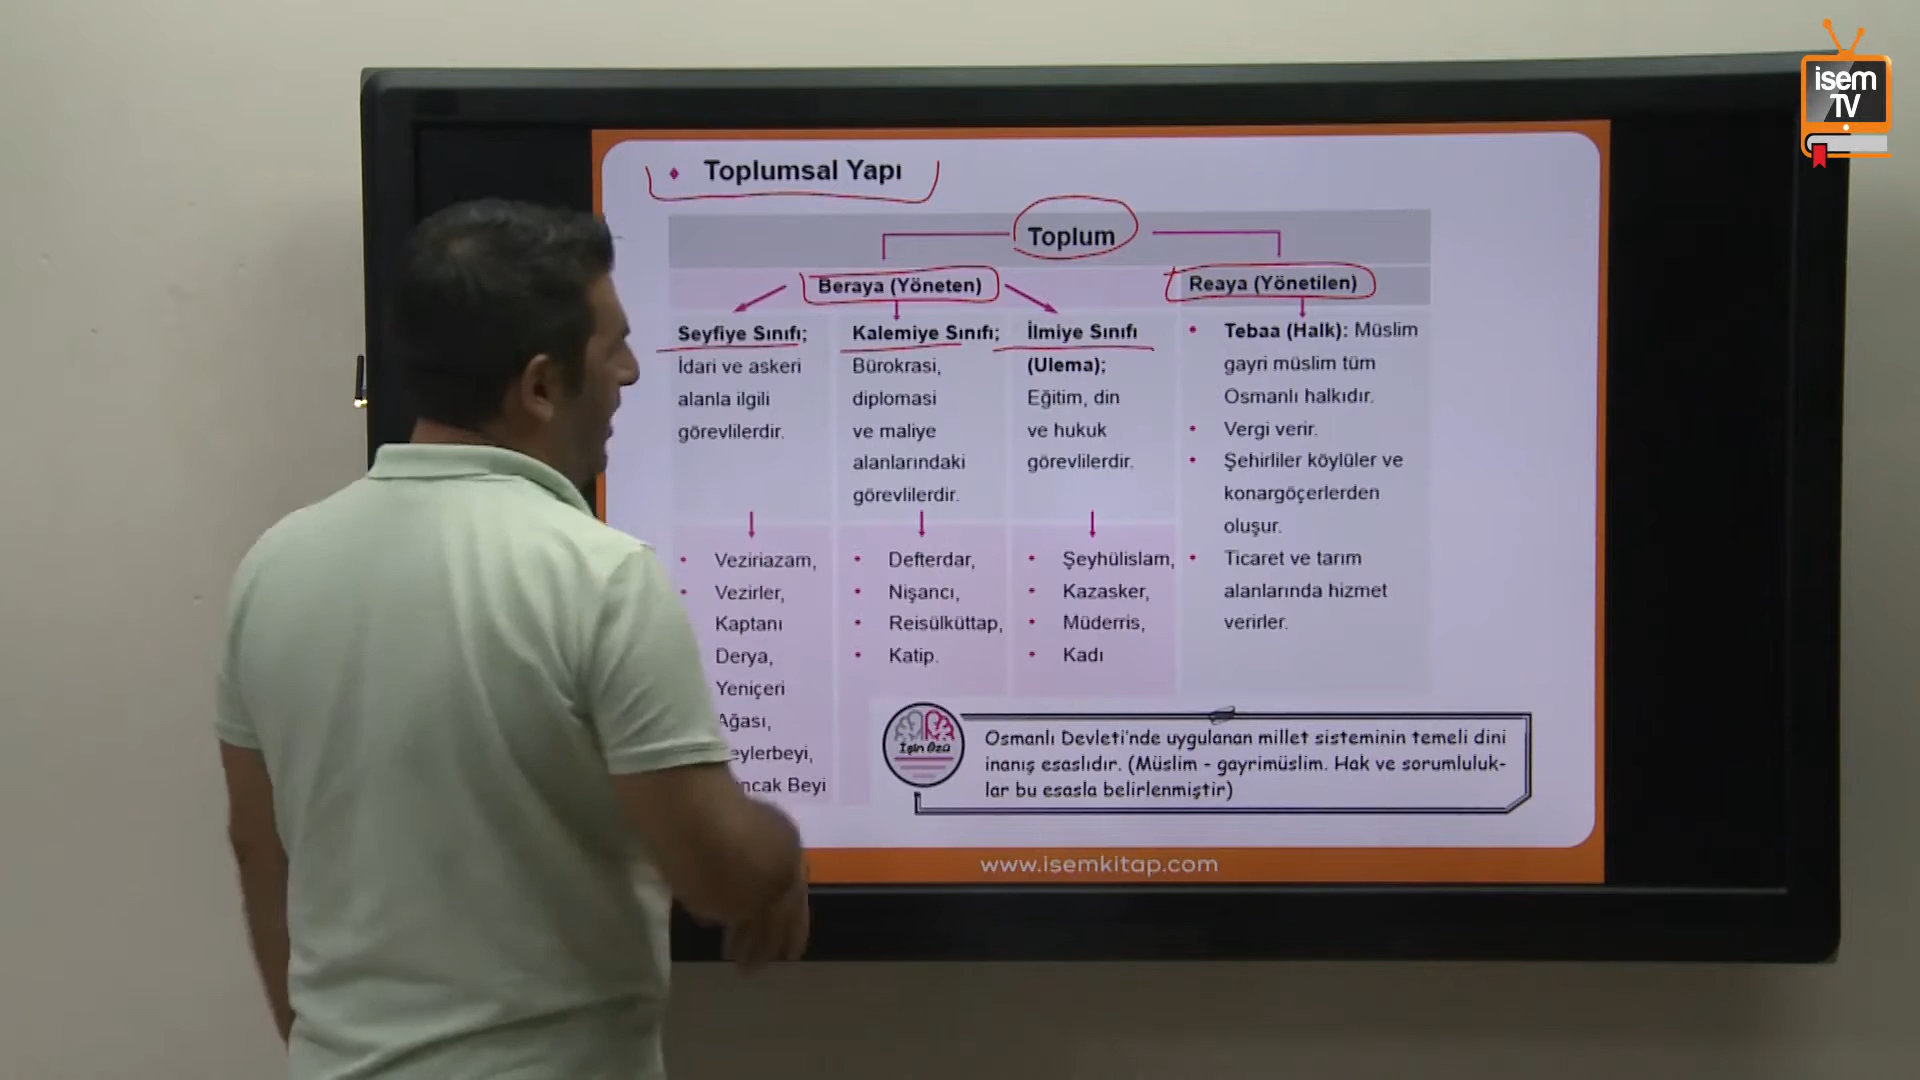 isem
TV
Toplumsal Yapı
Toplum
Beraya (Yöneten)
Reaya (Yönetilen)
Seyfiye Sınıfı;
İdari ve askeri
alanla ilgili
görevlilerdir.
Kalemiye Sınıfı;
Bürokrasi,
diplomasi
ve maliye
alanlarındaki
görevlilerdir.
İlmiye Sınıfı
(Ulema);
Eğitim, din
ve hukuk
görevlilerdir.
• Tebaa (Halk): Müslim
gayri müslim tüm
Osmanlı halkıdır.
• Vergi verir.
• Şehirliler köylüler ve
konargöçerlerden
oluşur.
• Ticaret ve tarım
alanlarında hizmet
verirler.
• Veziriazam,
• Vezirler,
Kaptanı
Derya,
Yeniçeri
Ağası,
eylerbeyi,
ncak Beyi
• Defterdar,
• Nişancı,
• Reisülküttap,
• Katip.
• Şeyhülislam,
• Kazasker,
• Müderris,
• Kadı
İşin Özü
Osmanlı Devleti'nde uygulanan millet sisteminin temeli dini
inanış esaslıdır. (Müslim - gayrimüslim. Hak ve sorumluluk-
lar bu esasla belirlenmiştir)
www.isemkitap.com